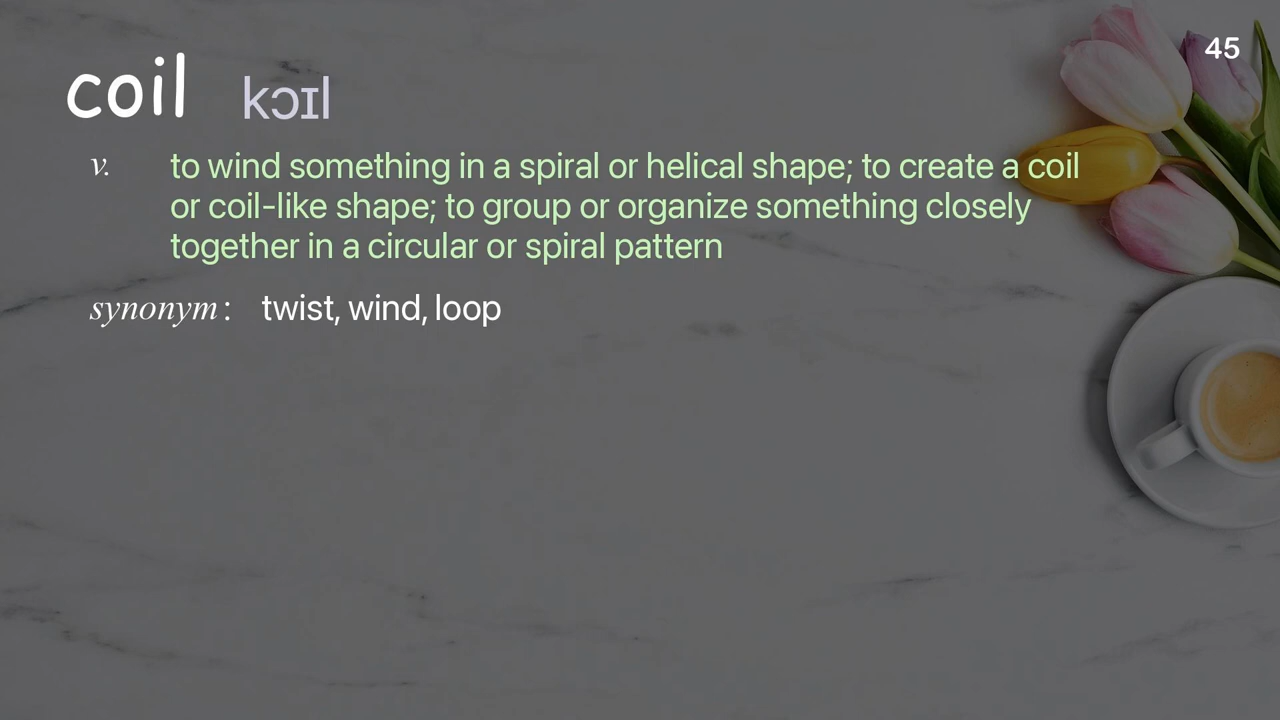 45
coil kɔɪl
v. to wind something in a spiral or helical shape; to create a coil
or coil-like shape; to group or organize something closely
together in a circular or spiral pattern
synonym: twist, wind, loop